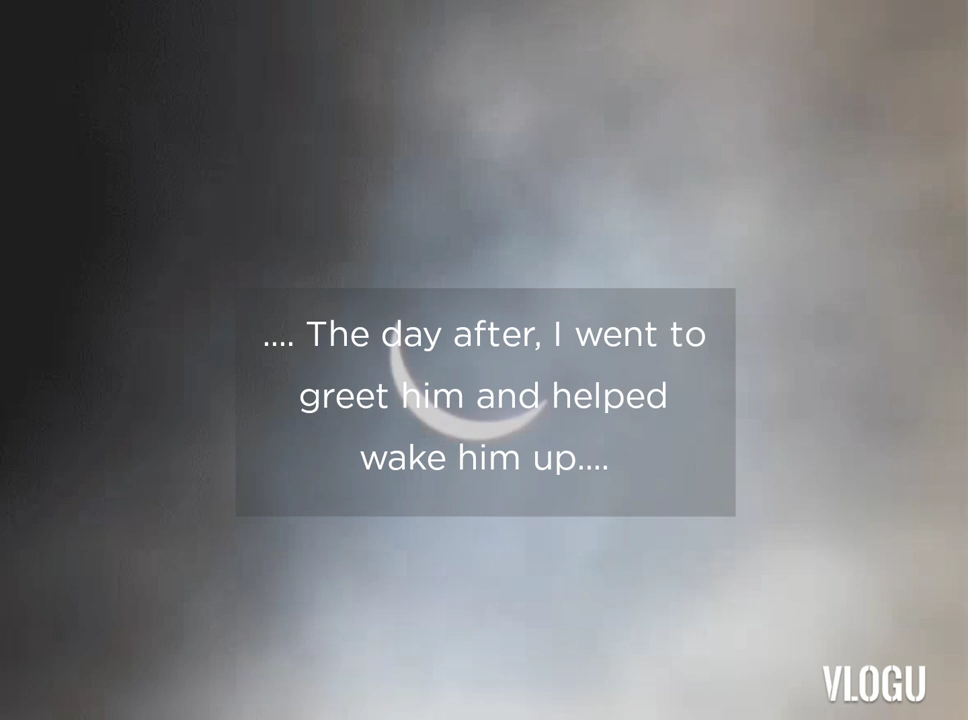 .... The day after, I went to
greet him and helped
wake him up....
VLOGU